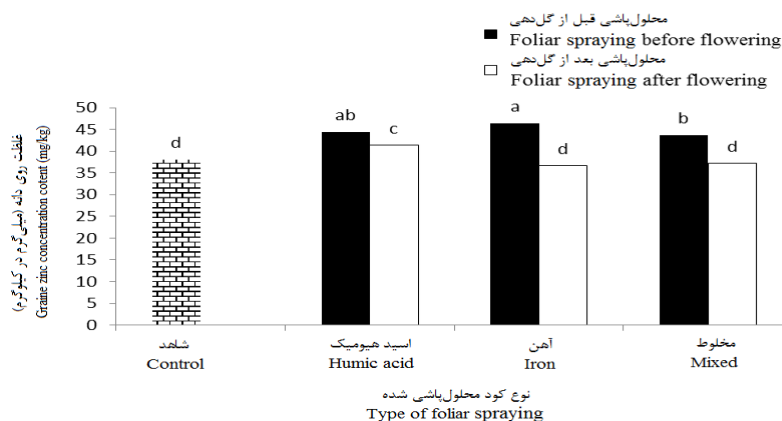 محلول‌پاشی قبل از گل‌دهی
Foliar spraying before flowering
محلول‌پاشی بعد از گل‌دهی
Foliar spraying after flowering
غلظت روی دانه (میلی‌گرم در کیلوگرم)
Graine zinc concentration cotent (mg/kg)
50
45
40
35
30
25
20
15
10
5
0
d
ab
c
a
d
b
d
شاهد
Control
اسید هیومیک
Humic acid
آهن
Iron
مخلوط
Mixed
نوع کود محلول‌پاشی شده
Type of foliar spraying